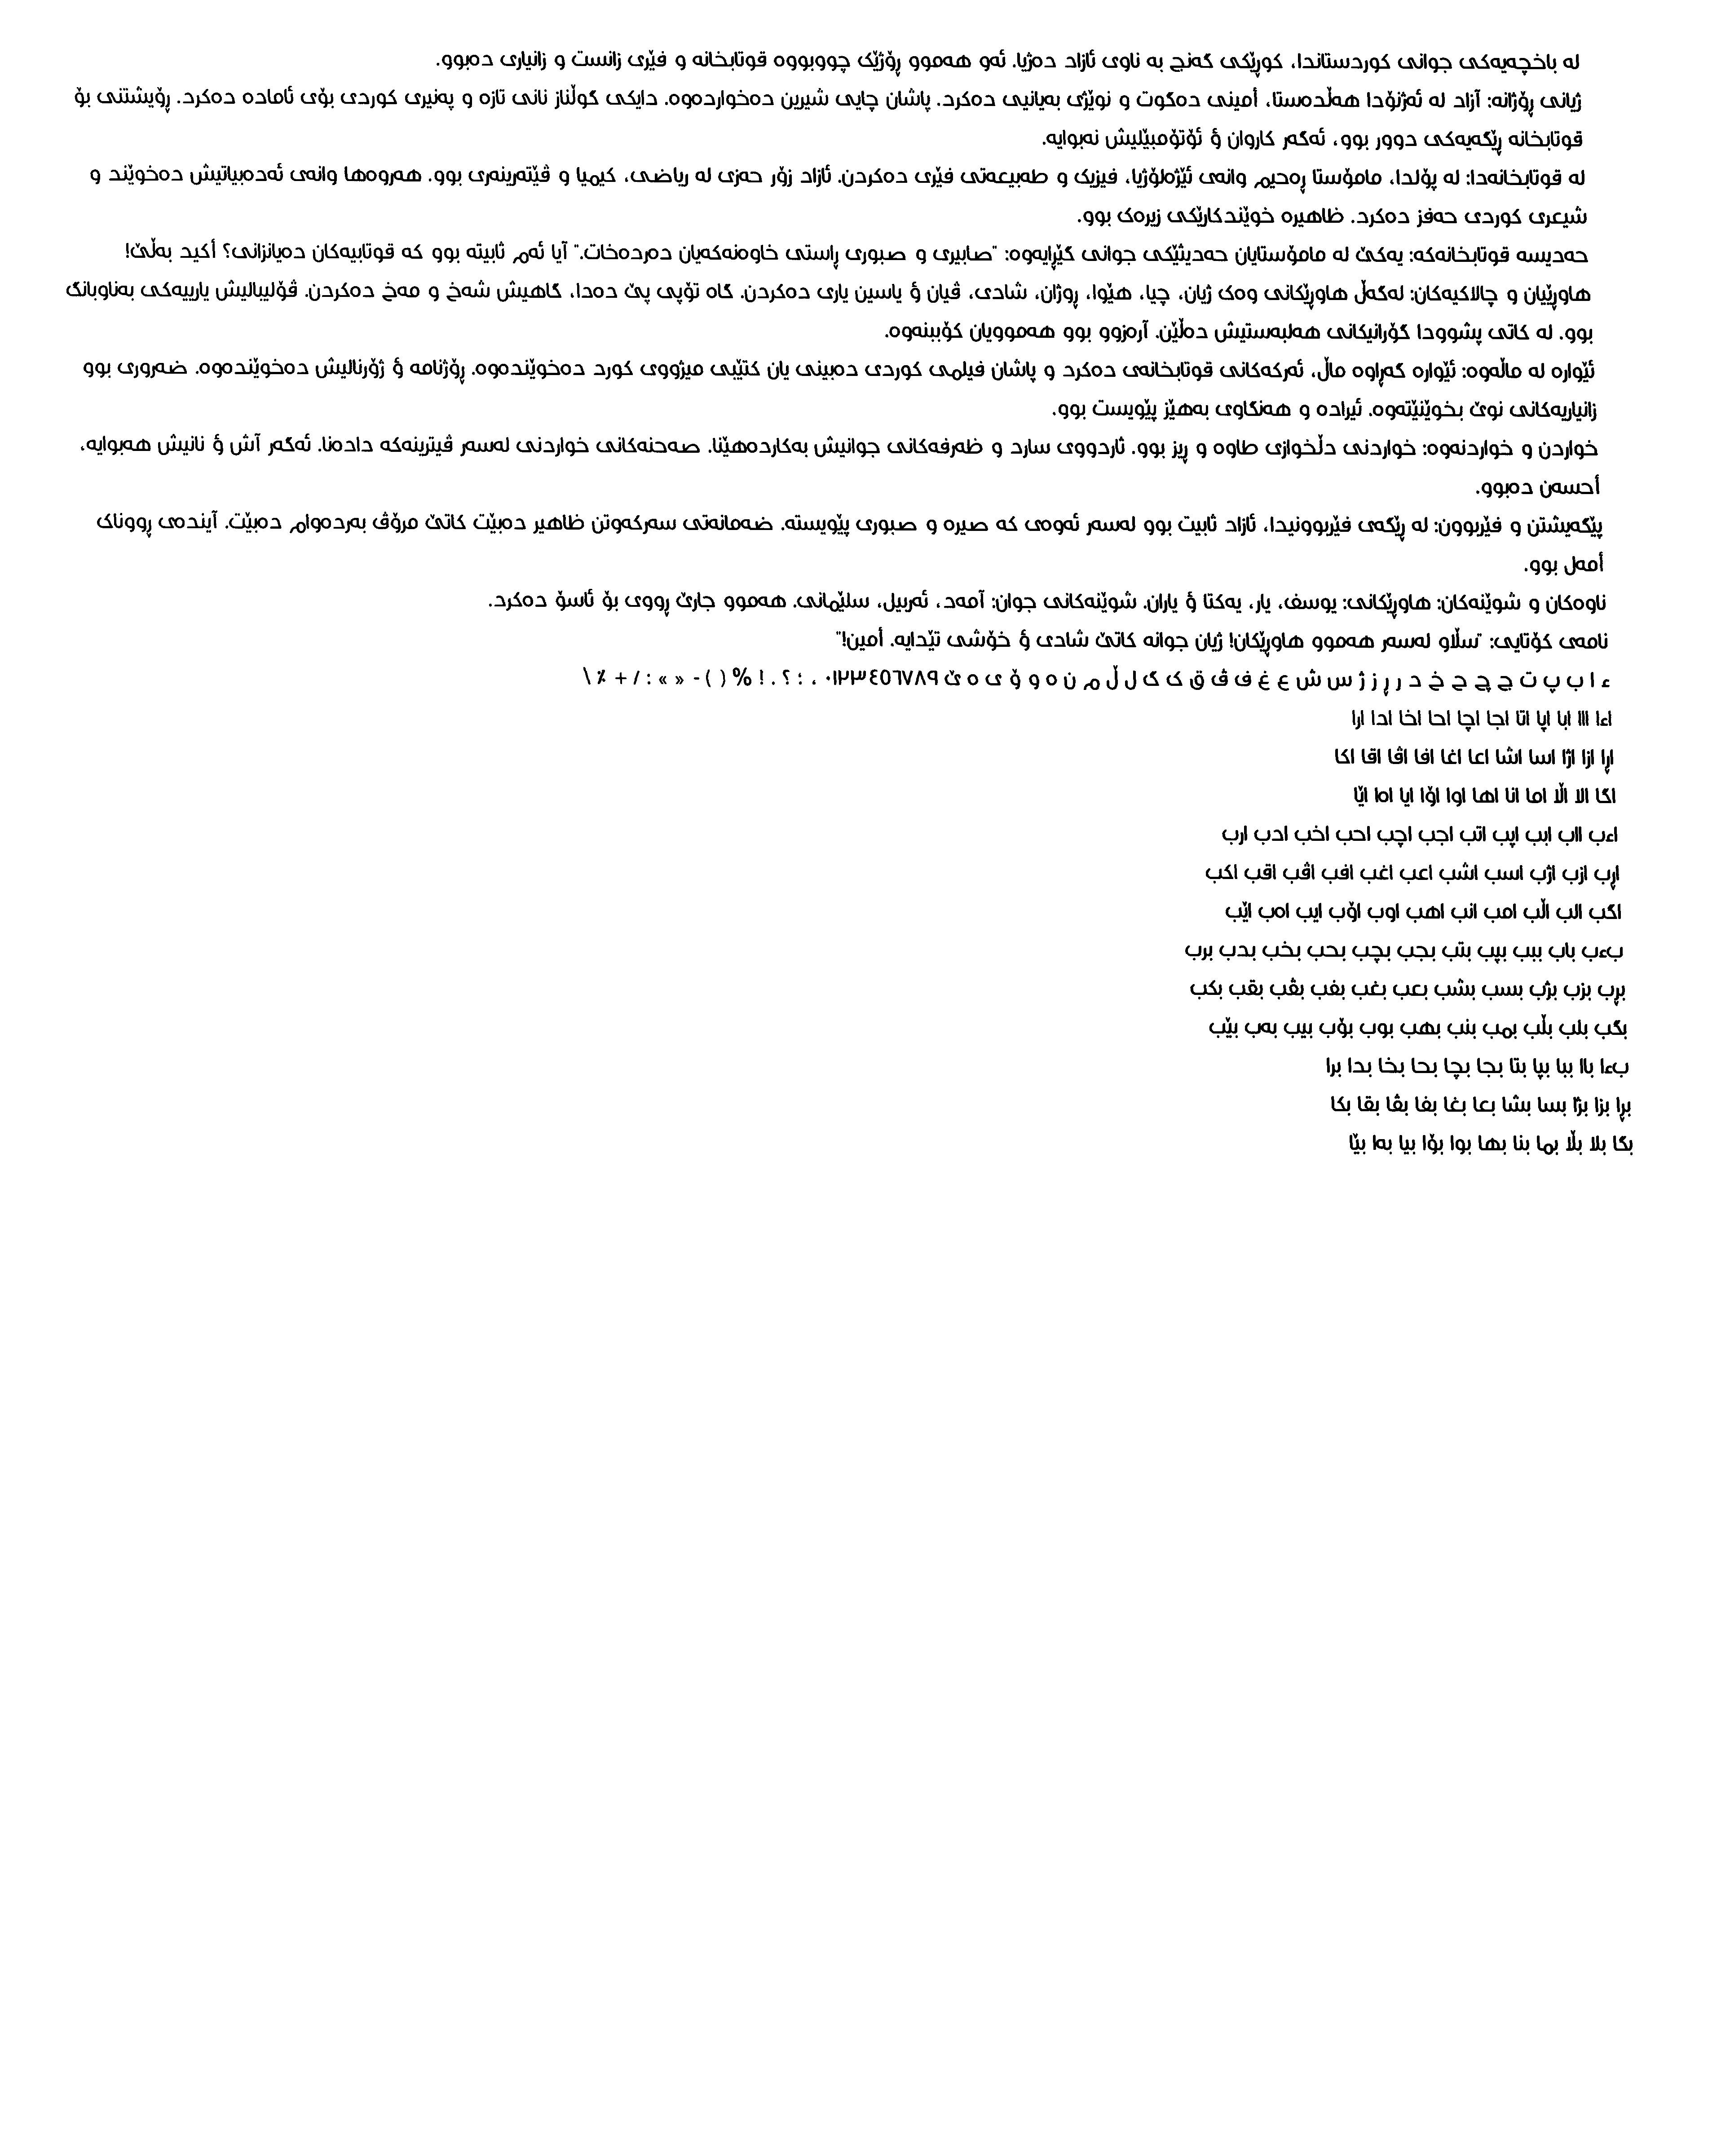 لە باخچەیەکی جوانی کوردستاندا، کوڕێکی گەنج بە ناوی ئازاد دەژیا. ئەو هەموو ڕۆژێک چووبووە قوتابخانە و فێری زانست و زانیاری دەبوو.
ژیانی ڕۆژانە: آزاد لە ئەژنۆدا هەڵدەستا، أمینی دەگوت و نوێژی بەیانیی دەکرد. پاشان چایی شیرین دەخواردەوە. دایکی گوڵناز نانی تازە و پەنیری کوردی بۆی ئامادە دەکرد. ڕۆیشتنی بۆ
قوتابخانە ڕێگەیەکی دوور بوو، ئەگەر کاروان ؤ ئۆتۆمبێلیش نەبوایە.
لە قوتابخانەدا: لە پۆلدا، مامۆستا ڕەحیم وانەی ئێژەلۆژیا، فیزیک و طەبیعەتی فێری دەکردن. ئازاد زۆر حەزی لە ریاضی، کیمیا و ڤێتەرینەری بوو. هەروەها وانەی ئەدەبیاتیش دەخوێند و
شیعری کوردی حەفز دەکرد. ظاهیرە خوێندکارێکی زیرەک بوو.
حەدیسە قوتابخانەکە: یەکێ لە مامۆستایان حەدیثێکی جوانی گێڕایەوە: "صابیری و صبوری ڕاستی خاوەنەکەیان دەردەخات." آیا ئەم ثابیتە بوو کە قوتابیەکان دەیانزانی؟ أکید بەڵێ!
هاوڕێیان و چالاکیەکان: لەگەڵ هاوڕێکانی وەک ژیان، چیا، هێوا، ڕوژان، شادی، ڤیان ؤ یاسین یاری دەکردن. گاە تۆپی پێ دەدا، گاهیش شەخ و مەخ دەکردن. ڤۆلیبالیش یارییەکی بەناوبانگ
بوو. لە کاتی پشوودا گۆرانیکانی هەلبەستیش دەڵێن. آرەزوو بوو هەموویان کۆببنەوە.
ئێوارە لە ماڵەوە: ئێوارە گەڕاوە ماڵ، ئەرکەکانی قوتابخانەی دەکرد و پاشان فیلمی کوردی دەبینی یان کتێبی میژووی کورد دەخوێندەوە. ڕۆژنامە ؤ ژۆرنالیش دەخوێندەوە. ضەروری بوو
زانیاریەکانی نوێ بخوێنێتەوە. ئیرادە و هەنگاوی بەهێز پێویست بوو.
خواردن و خواردنەوە: خواردنی دڵخوازی طاوە و ڕیز بوو. ثاردووی سارد و ظەرفەکانی جوانیش بەکاردەهێنا. صەحنەکانی خواردنی لەسەر ڤیترینەکە دادەنا. ئەگەر آش ؤ نانیش هەبوایە،
أحسەن دەبوو.
پێگەیشتن و فێربوون: لە ڕێگەی فێربوونیدا، ئازاد ثابیت بوو لەسەر ئەوەی کە صیرە و صبوری پێویستە. ضەمانەتی سەرکەوتن ظاهیر دەبێت کاتێ مرۆڤ بەردەوام دەبێت. آیندەی ڕووناک
أمەل بوو.
ناوەکان و شوێنەکان: هاوڕێکانی: یوسف، یار، یەکتا ؤ یاران. شوێنەکانی جوان: آمەد، ئەربیل، سلێمانی. هەموو جارێ ڕووی بۆ ئاسۆ دەکرد.
نامەی کۆتایی: "سڵاو لەسەر هەموو هاوڕێکان! ژیان جوانە کاتێ شادی ؤ خۆشی تێدایە. أمین!"
ء ا ب پ ت ج چ ح خ د ر ڕ ز ژ س ش ع غ ف ڤ ق ک گ ل ڵ م ن ه و ۆ ی ە ێ ٠١٢٣٤٥٦٧٨٩ ، ؛ ؟ . ! % ( ) - « » : / + ٪ \
اءا ااا ابا اپا اتا اجا اچا احا اخا ادا ارا
اڕا ازا اژا اسا اشا اعا اغا افا اڤا اقا اکا
اگا الا اڵا اما انا اها اوا اۆا ایا اەا اێا
اءب ااب ابب اپب اتب اجب اچب احب اخب ادب ارب
اڕب ازب اژب اسب اشب اعب اغب افب اڤب اقب اکب
اگب الب اڵب امب انب اهب اوب اۆب ایب اەب اێب
بءب باب ببب بپب بتب بجب بچب بحب بخب بدب برب
بڕب بزب بژب بسب بشب بعب بغب بفب بڤب بقب بکب
بگب بلب بڵب بمب بنب بهب بوب بۆب بیب بەب بێب
بءا باا ببا بپا بتا بجا بچا بحا بخا بدا برا
بڕا بزا بژا بسا بشا بعا بغا بفا بڤا بقا بکا
بگا بلا بڵا بما بنا بها بوا بۆا بیا بەا بێا